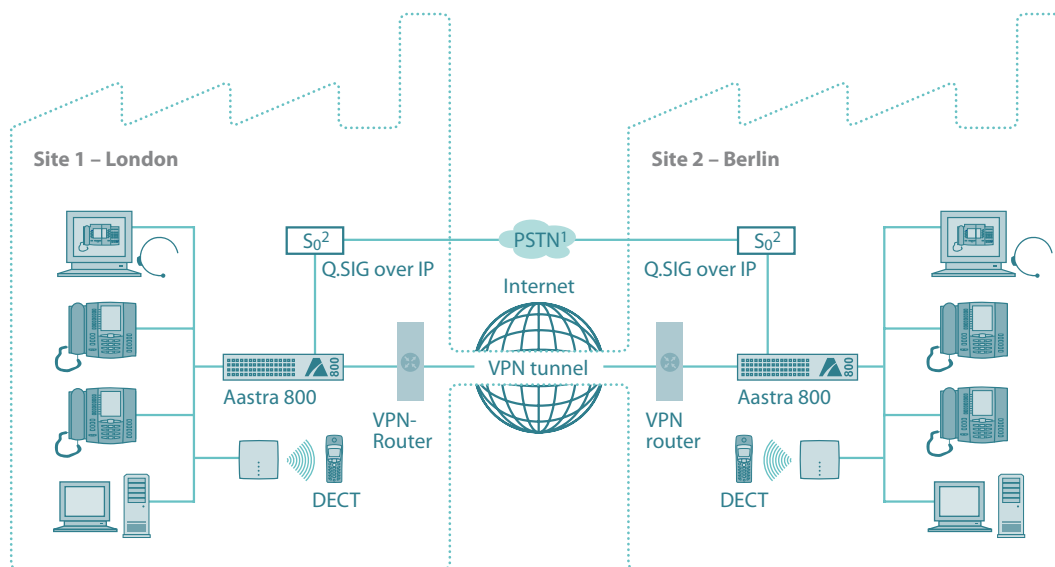 Site 1 – London
Site 2 – Berlin
S₀²
PSTN¹
S₀²
Q.SIG over IP
Q.SIG over IP
Internet
800
VPN tunnel
800
Aastra 800
VPN-
Router
VPN
router
Aastra 800
DECT
DECT